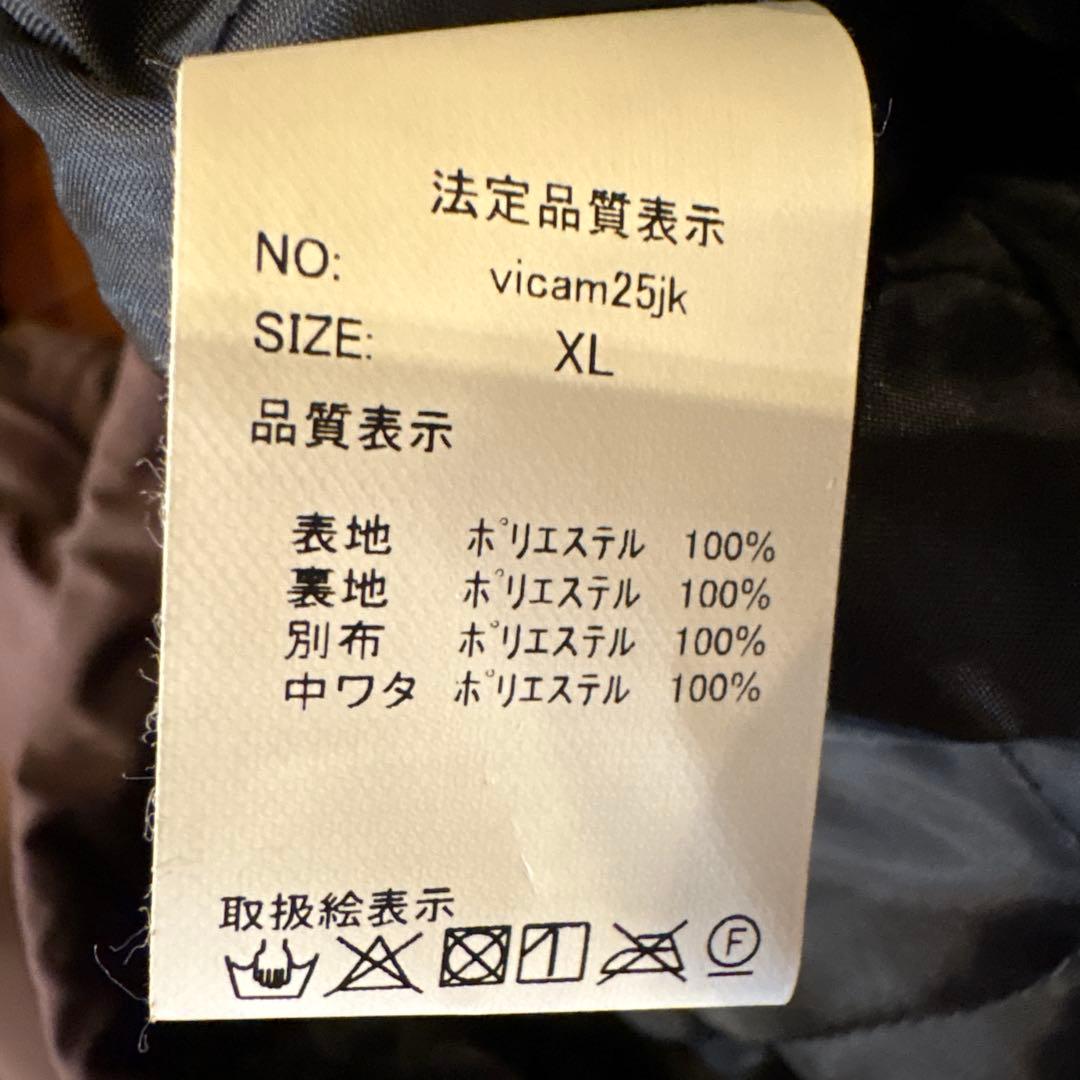 法定品質表示
NO: vicam25jk
SIZE: XL
品質表示
表地 ポリエステル 100%
裏地 ポリエステル 100%
別布 ポリエステル 100%
中ワタ ポリエステル 100%
取扱絵表示
F